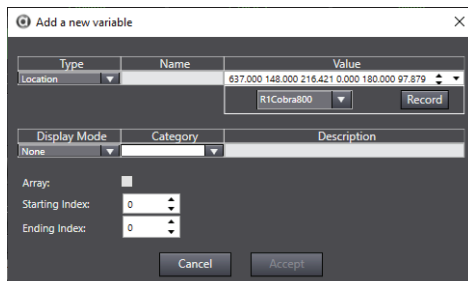 Add a new variable
Type Name Value
Location 637.000 148.000 216.421 0.000 180.000 97.879
R1Cobra800 Record
Display Mode Category Description
None
Array:
Starting Index: 0
Ending Index: 0
Cancel Accept